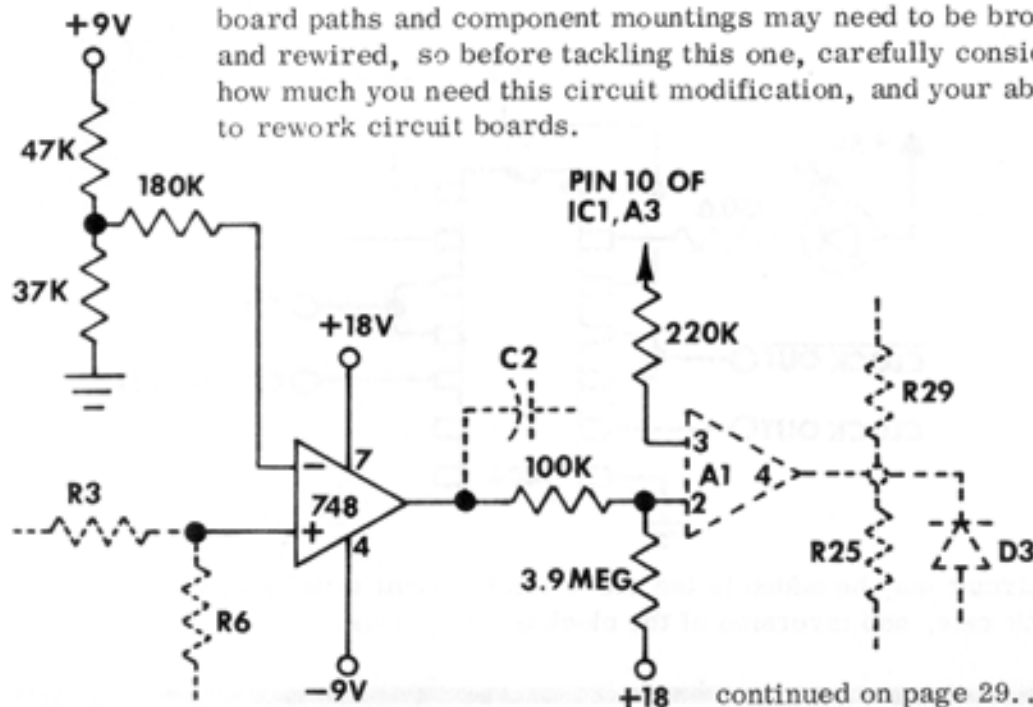 board paths and component mountings may need to be bro
and rewired, so before tackling this one, carefully consi
how much you need this circuit modification, and your ab
to rework circuit boards.
+9V
47K
180K
37K
PIN 10 OF
IC1, A3
+18V
220K
C2
R29
7
3
R3
-
748
100K
A1
4
+
2
4
R25
D3
R6
3.9 MEG
-9V
+18
continued on page 29..